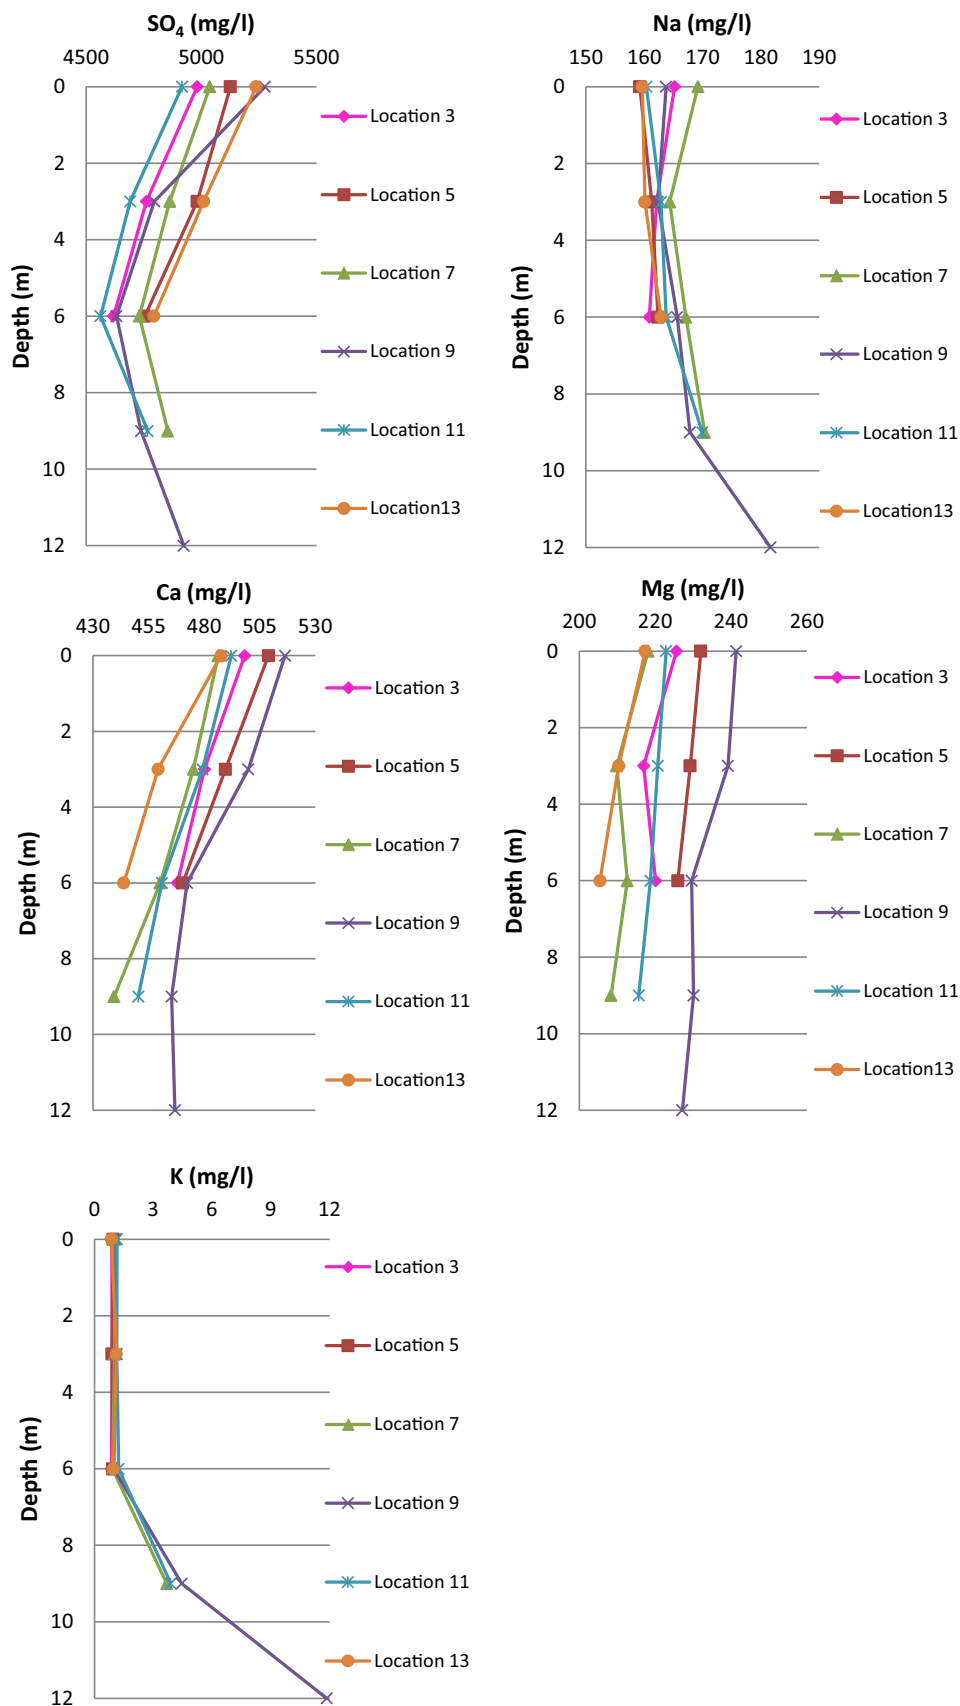 SO4 (mg/l)
4500 5000 5500
0
2
4
6
8
10
12
Depth (m)
Location 3
Location 5
Location 7
Location 9
Location 11
Location13
Na (mg/l)
150 160 170 181 190
0
2
4
6
8
10
12
Depth (m)
Location 3
Location 5
Location 7
Location 9
Location 11
Location13
Ca (mg/l)
430 455 480 505 530
0
2
4
6
8
10
12
Depth (m)
Location 3
Location 5
Location 7
Location 9
Location 11
Location13
Mg (mg/l)
200 220 240 260
0
2
4
6
8
10
12
Depth (m)
Location 3
Location 5
Location 7
Location 9
Location 11
Location13
K (mg/l)
0 3 6 9 12
0
2
4
6
8
10
12
Depth (m)
Location 3
Location 5
Location 7
Location 9
Location 11
Location 13